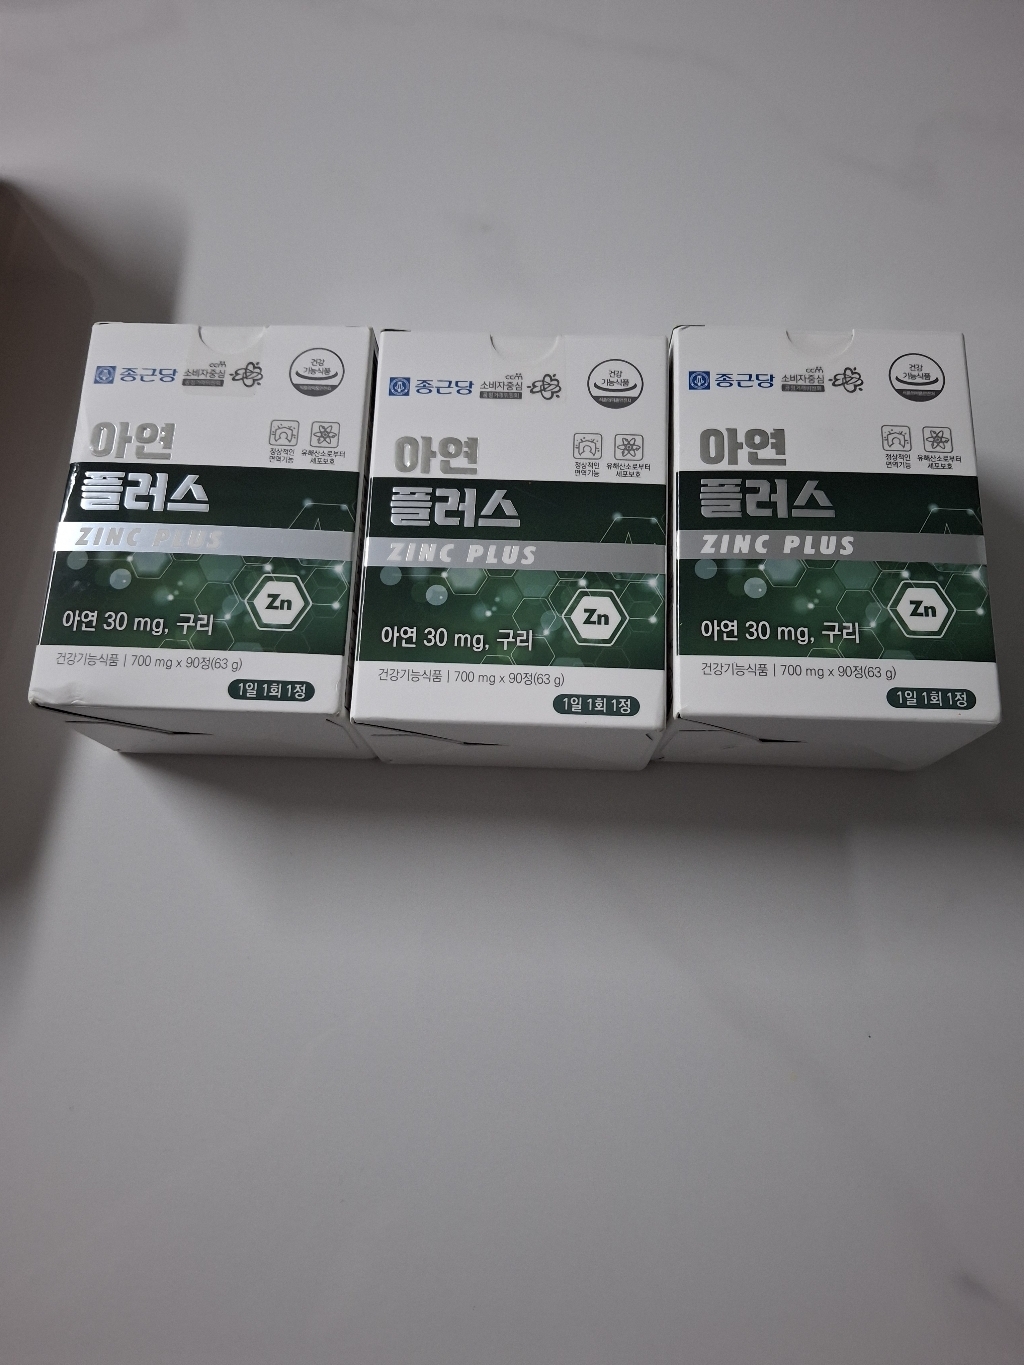 종근당
ccm
소비자중심
건강
기능식품
아연
정상적인
면역기능
유해산소로부터
세포보호
플러스
ZINC PLUS
Zn
아연 30 mg, 구리
건강기능식품 | 700 mg x 90정(63 g)
1일 1회 1정
종근당
ccm
소비자중심
건강
기능식품
아연
정상적인
면역기능
유해산소로부터
세포보호
플러스
ZINC PLUS
Zn
아연 30 mg, 구리
건강기능식품 | 700 mg x 90정(63 g)
1일 1회 1정
종근당
ccm
소비자중심
건강
기능식품
아연
정상적인
면역기능
유해산소로부터
세포보호
플러스
ZINC PLUS
Zn
아연 30 mg, 구리
건강기능식품 | 700 mg x 90정(63 g)
1일 1회 1정